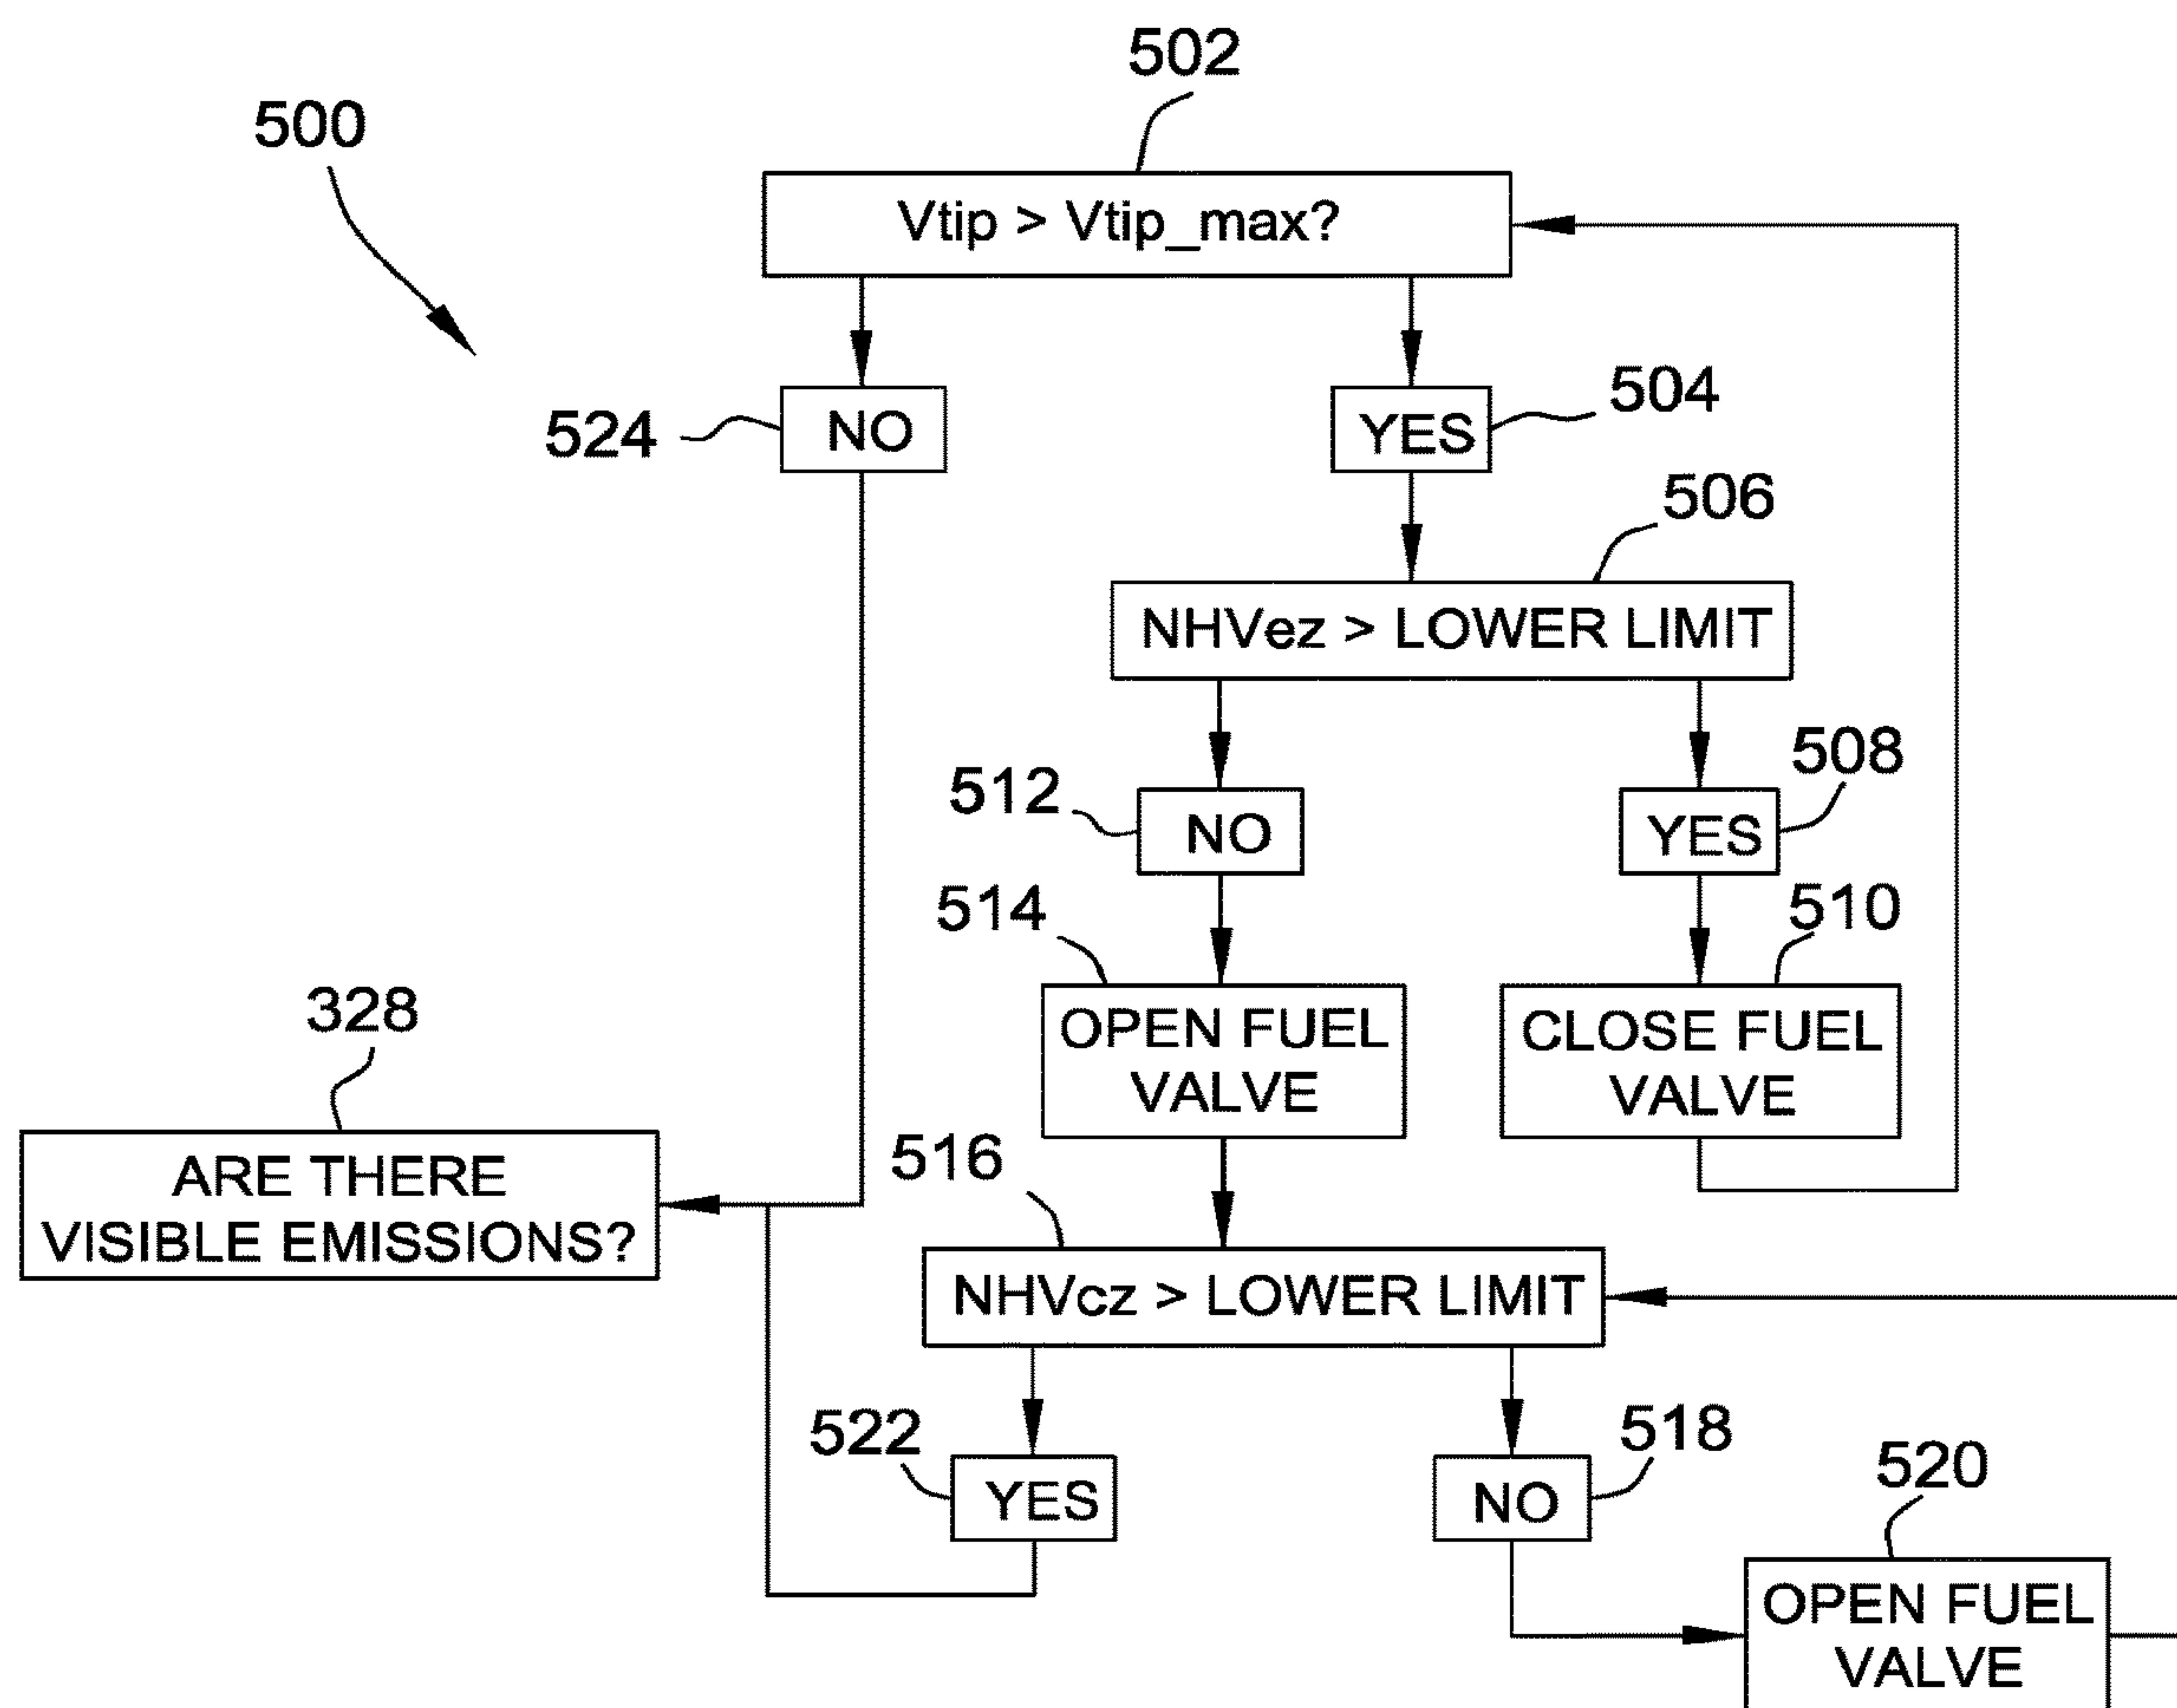 502
500
Vtip > Vtip_max?
524
NO
YES
504
506
NHVez > LOWER LIMIT
512
NO
YES
508
514
510
OPEN FUEL
VALVE
CLOSE FUEL
VALVE
328
ARE THERE
VISIBLE EMISSIONS?
516
NHVcz > LOWER LIMIT
522
YES
NO
518
520
OPEN FUEL
VALVE